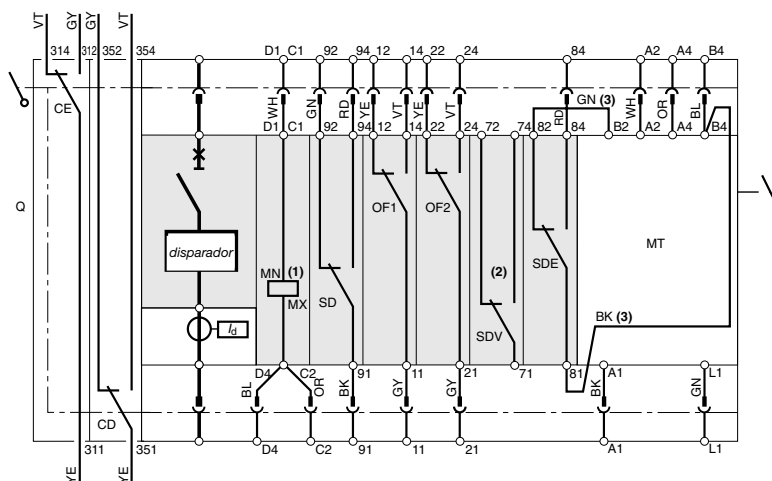 VT GY GY VT
314 312 352 354 D1 C1 92 94 12 14 22 24 84 A2 A4 B4
CE WH GN RD YE VT YE VT RD GN (3) WH OR BL
D1 C1 92 94 12 14 22 24 72 74 82 84 B2 A2 A4 B4
Q
OF1 OF2
disparador
MT
SDE
MN (1) (2)
SD
MX
BK (3)
Id
SDV
D4 C2 91 11 21 71 81 A1 L1
BL OR BK GY GY BK GN
CD
311 351 D4 C2 91 11 21 A1 L1
YE YE